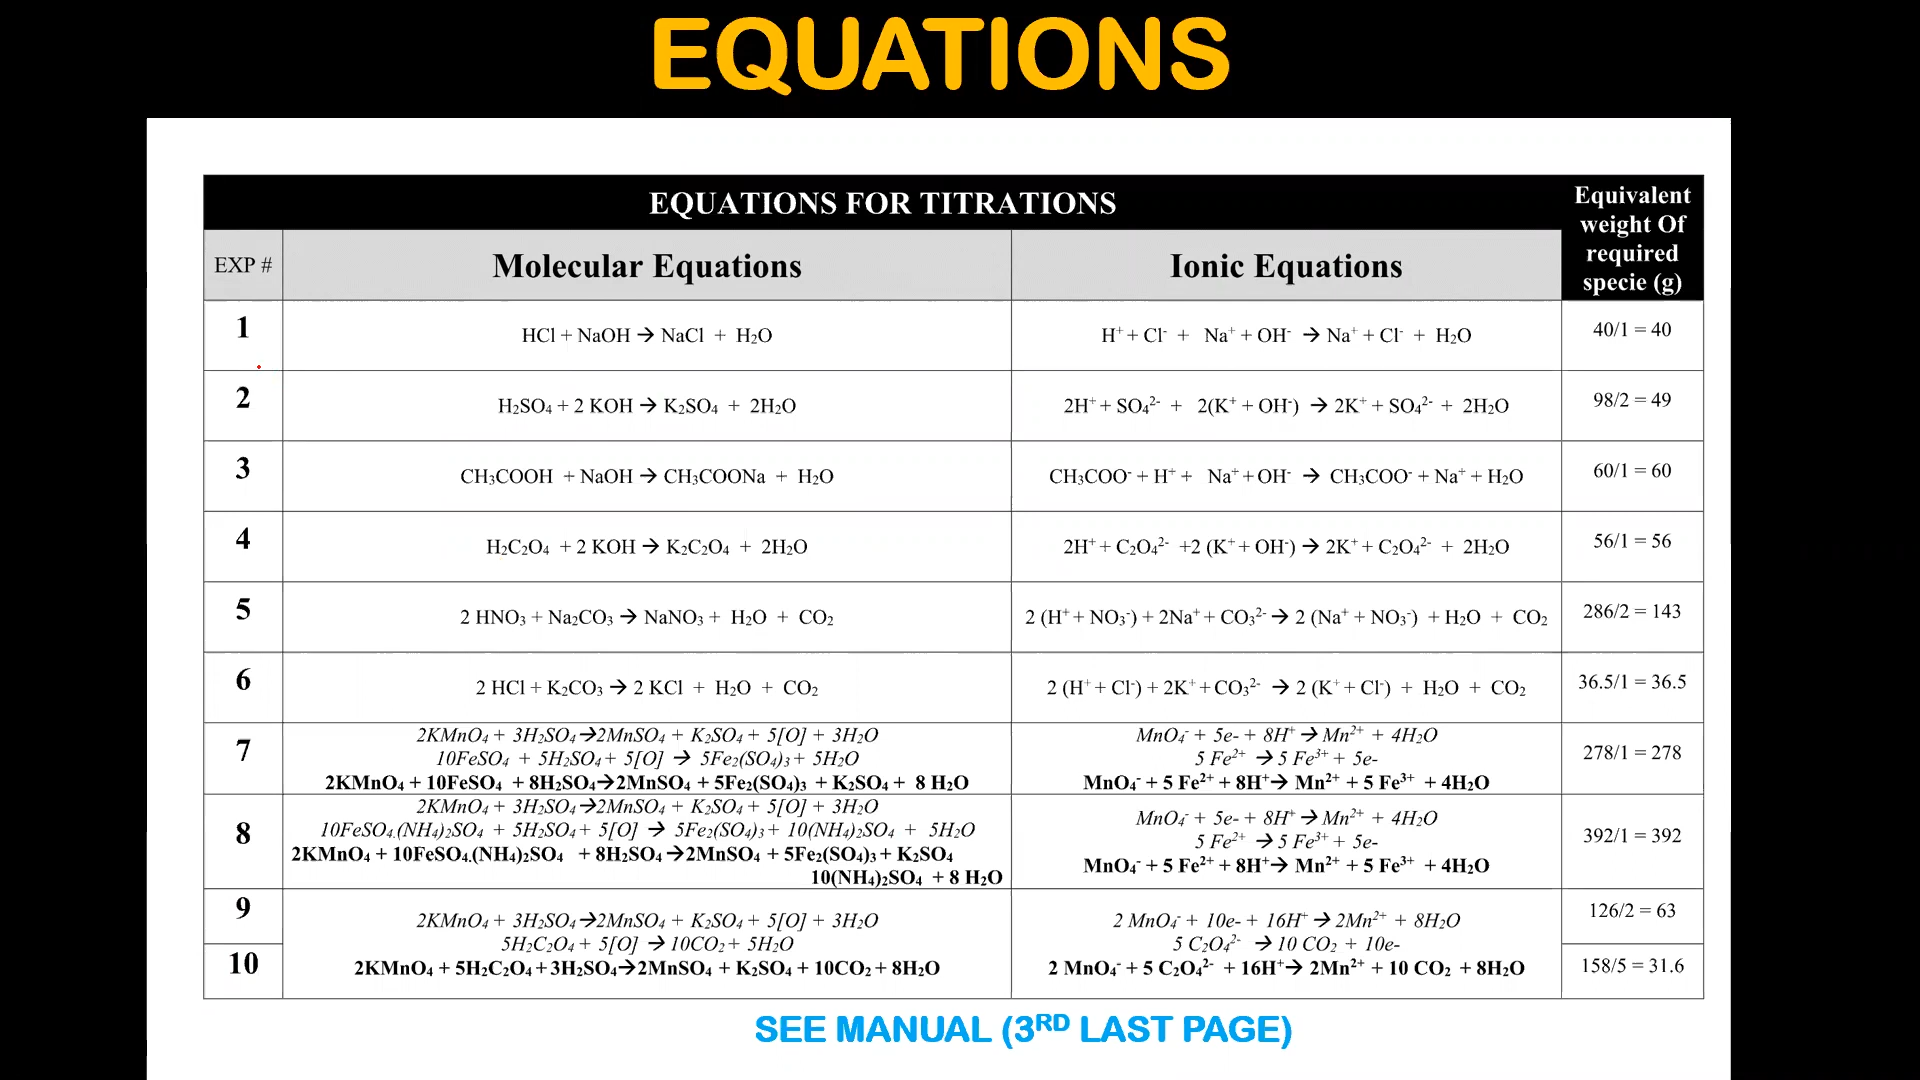 EQUATIONS
EQUATIONS FOR TITRATIONS
Equivalent weight Of required specie (g)
EXP # Molecular Equations Ionic Equations
1 HCl + NaOH → NaCl + H₂O H⁺ + Cl⁻ + Na⁺ + OH⁻ → Na⁺ + Cl⁻ + H₂O 40/1 = 40
2 H₂SO₄ + 2 KOH → K₂SO₄ + 2H₂O 2H⁺ + SO₄²⁻ + 2(K⁺ + OH⁻) → 2K⁺ + SO₄²⁻ + 2H₂O 98/2 = 49
3 CH₃COOH + NaOH → CH₃COONa + H₂O CH₃COO⁻ + H⁺ + Na⁺ + OH⁻ → CH₃COO⁻ + Na⁺ + H₂O 60/1 = 60
4 H₂C₂O₄ + 2 KOH → K₂C₂O₄ + 2H₂O 2H⁺ + C₂O₄²⁻ +2 (K⁺ + OH⁻) → 2K⁺ + C₂O₄²⁻ + 2H₂O 56/1 = 56
5 2 HNO₃ + Na₂CO₃ → NaNO₃ + H₂O + CO₂ 2 (H⁺ + NO₃⁻) + 2Na⁺ + CO₃²⁻ → 2 (Na⁺ + NO₃⁻) + H₂O + CO₂ 286/2 = 143
6 2 HCl + K₂CO₃ → 2 KCl + H₂O + CO₂ 2 (H⁺ + Cl⁻) + 2K⁺ + CO₃²⁻ → 2 (K⁺ + Cl⁻) + H₂O + CO₂ 36.5/1 = 36.5
7
2KMnO₄ + 3H₂SO₄→2MnSO₄ + K₂SO₄ + 5[O] + 3H₂O
10FeSO₄ + 5H₂SO₄ + 5[O] → 5Fe₂(SO₄)₃ + 5H₂O
2KMnO₄ + 10FeSO₄ + 8H₂SO₄→2MnSO₄ + 5Fe₂(SO₄)₃ + K₂SO₄ + 8 H₂O
MnO₄⁻ + 5e- + 8H⁺ → Mn²⁺ + 4H₂O
5 Fe²⁺ → 5 Fe³⁺ + 5e-
MnO₄⁻ + 5 Fe²⁺ + 8H⁺→ Mn²⁺ + 5 Fe³⁺ + 4H₂O
278/1 = 278
8
2KMnO₄ + 3H₂SO₄→2MnSO₄ + K₂SO₄ + 5[O] + 3H₂O
10FeSO₄.(NH₄)₂SO₄ + 5H₂SO₄ + 5[O] → 5Fe₂(SO₄)₃ + 10(NH₄)₂SO₄ + 5H₂O
2KMnO₄ + 10FeSO₄.(NH₄)₂SO₄ + 8H₂SO₄ →2MnSO₄ + 5Fe₂(SO₄)₃ + K₂SO₄
10(NH₄)₂SO₄ + 8 H₂O
MnO₄⁻ + 5e- + 8H⁺ → Mn²⁺ + 4H₂O
5 Fe²⁺ → 5 Fe³⁺ + 5e-
MnO₄⁻ + 5 Fe²⁺ + 8H⁺→ Mn²⁺ + 5 Fe³⁺ + 4H₂O
392/1 = 392
9
10
2KMnO₄ + 3H₂SO₄→2MnSO₄ + K₂SO₄ + 5[O] + 3H₂O
5H₂C₂O₄ + 5[O] → 10CO₂ + 5H₂O
2KMnO₄ + 5H₂C₂O₄ + 3H₂SO₄→2MnSO₄ + K₂SO₄ + 10CO₂ + 8H₂O
2 MnO₄⁻ + 10e- + 16H⁺ → 2Mn²⁺ + 8H₂O
5 C₂O₄²⁻ → 10 CO₂ + 10e-
2 MnO₄⁻ + 5 C₂O₄²⁻ + 16H⁺→ 2Mn²⁺ + 10 CO₂ + 8H₂O
126/2 = 63
158/5 = 31.6
SEE MANUAL (3RD LAST PAGE)